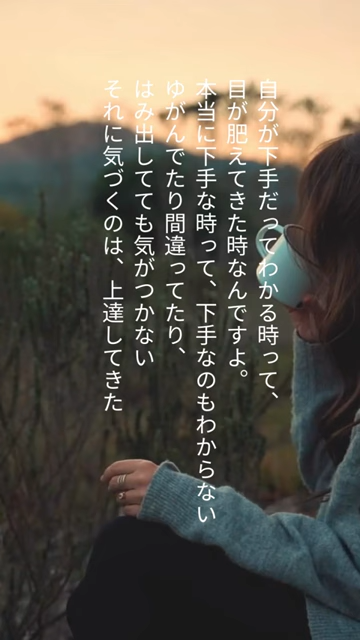 自分が下手だってわかる時って、
目が肥えてきた時なんですよ。
本当に下手な時って、下手なのもわからない
ゆがんでたり間違ってたり、
はみ出してても気がつかない
それに気づくのは、上達してきた